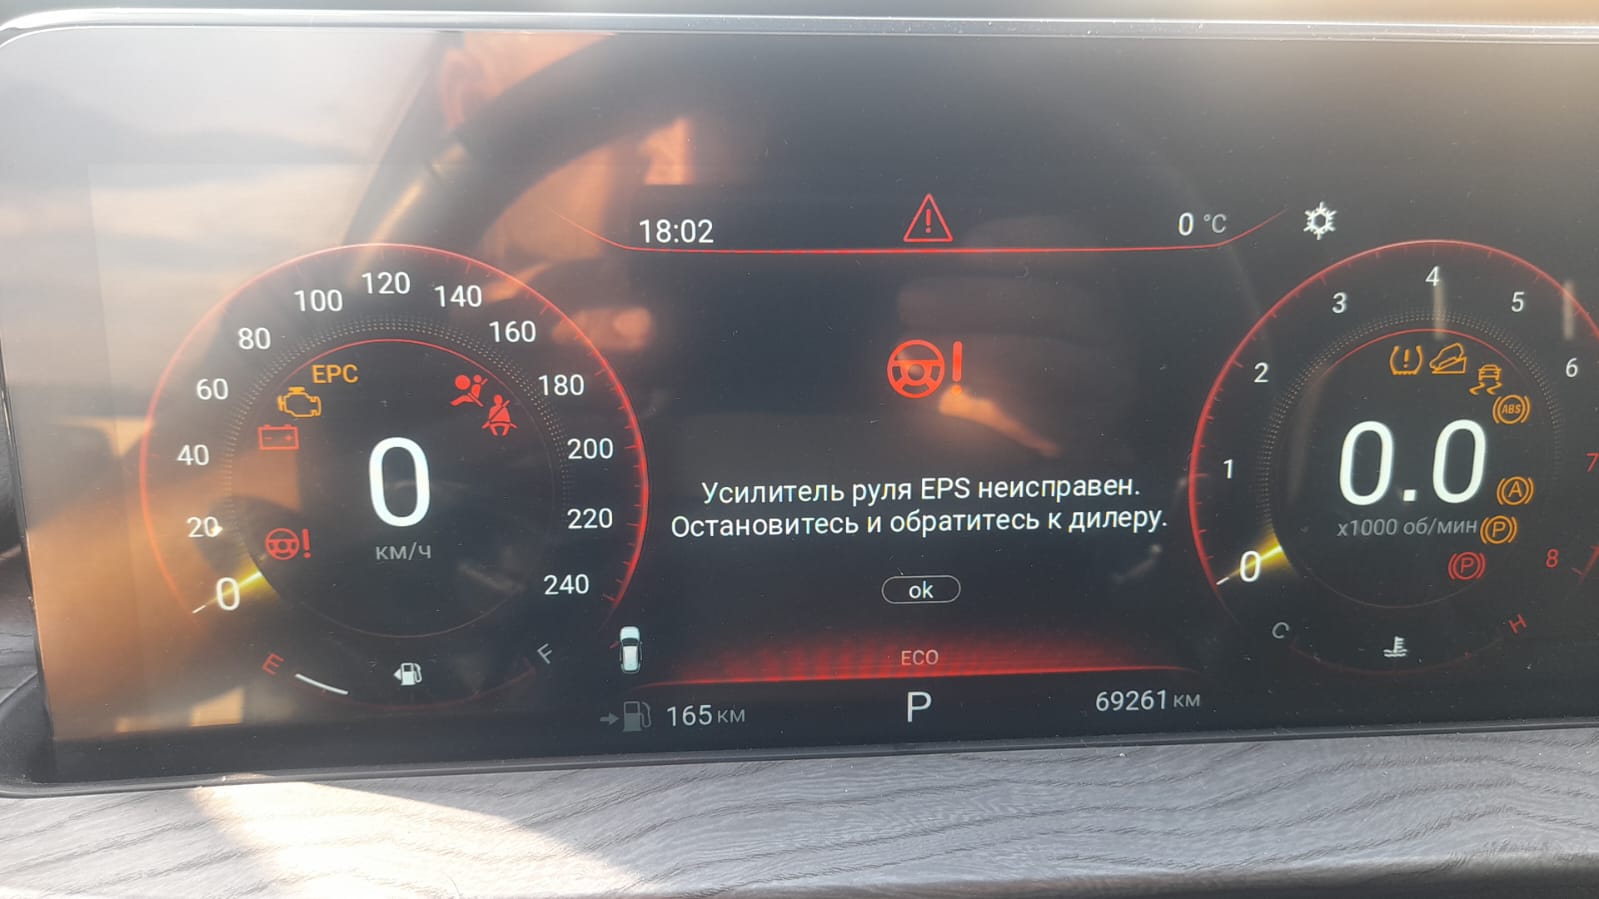 18:02
0 °C
0 20 40 60 80 100 120 140 160 180 200 220 240
EPC
0
км/ч
E F
Усилитель руля EPS неисправен.
Остановитесь и обратитесь к дилеру.
ok
ECO
165 км
P
69261 км
0 1 2 3 4 5 6 7 8
ABS
A
P
P
0.0
x1000 об/мин
C H